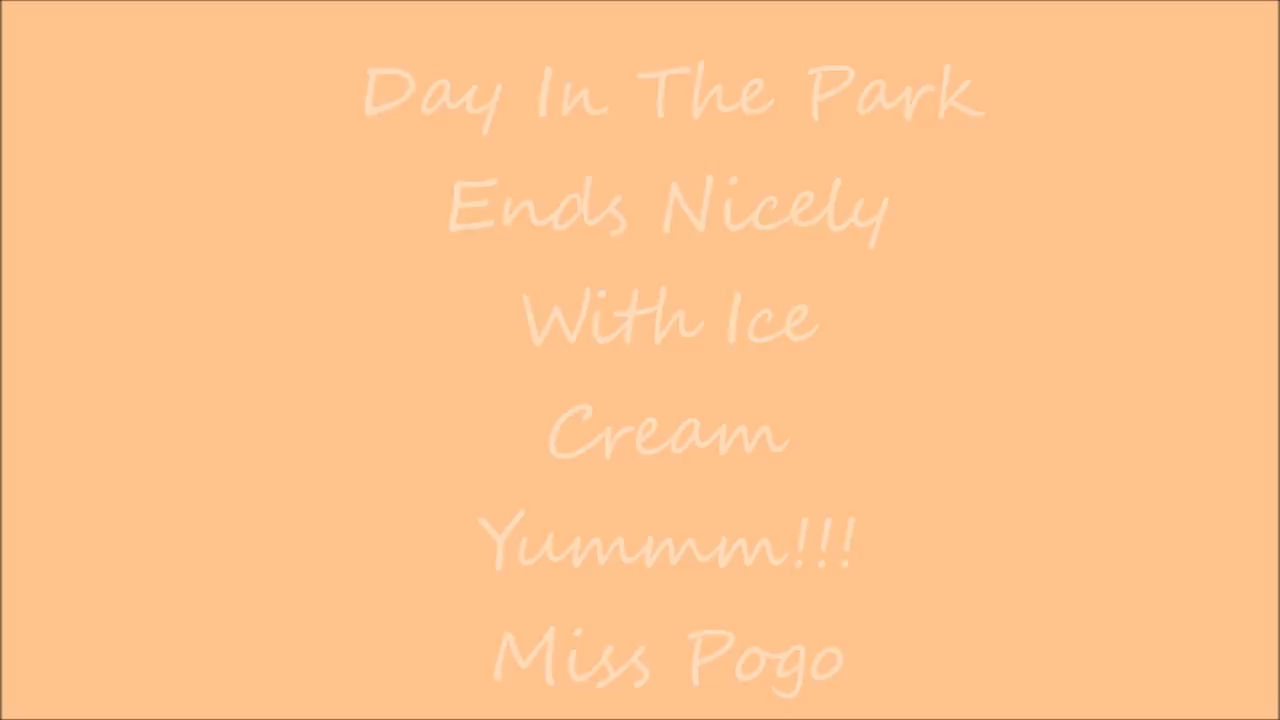 Day In The Park
Ends Nicely
With Ice
Cream
Yummm!!!
Miss Pogo